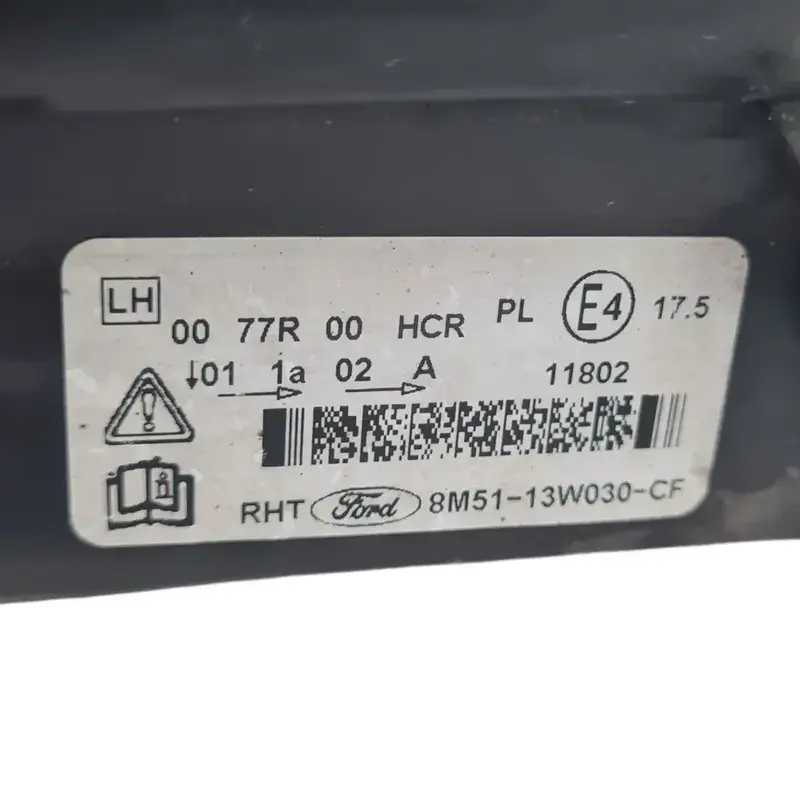 LH 00 77R 00 HCR PL E4 17.5
↓01 1a 02 A 11802
RHT Ford 8M51-13W030-CF